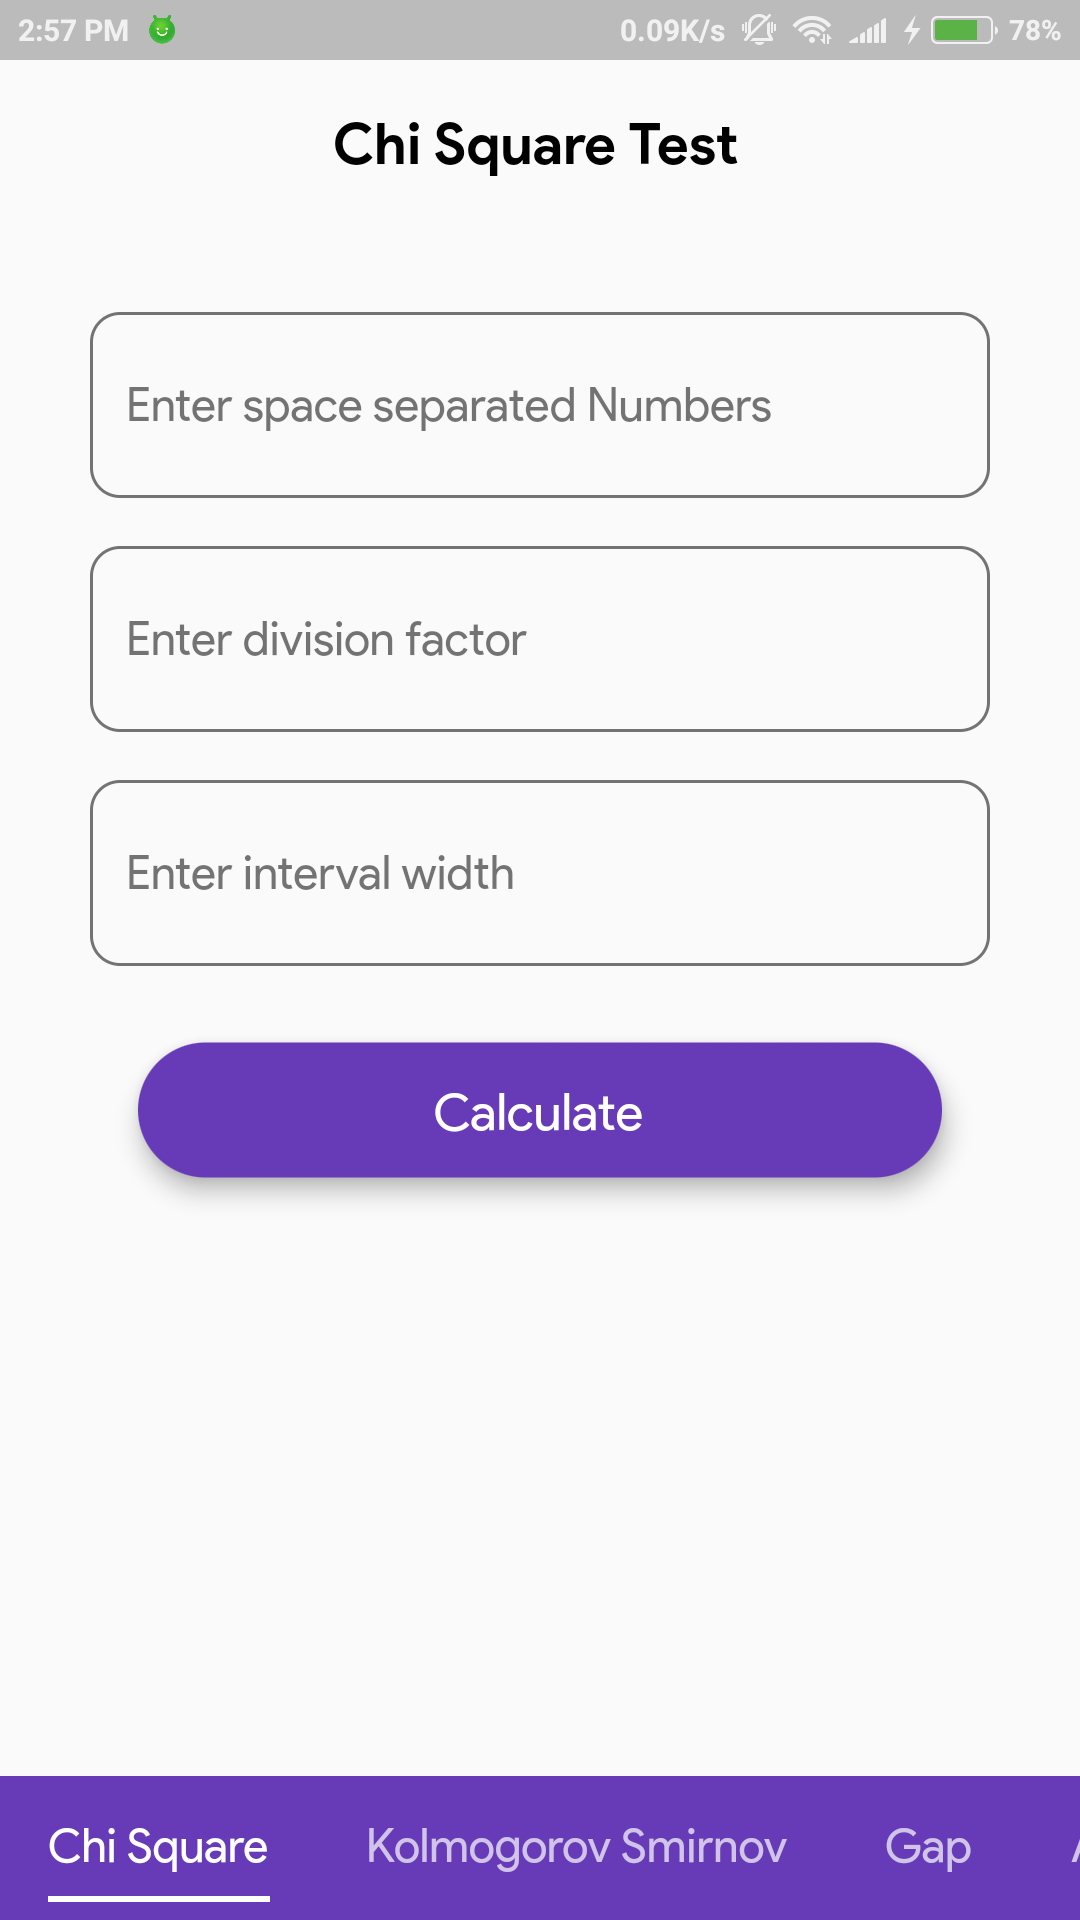 2:57 PM 0.09K/s 78%
Chi Square Test
Enter space separated Numbers
Enter division factor
Enter interval width
Calculate
Chi Square Kolmogorov Smirnov Gap